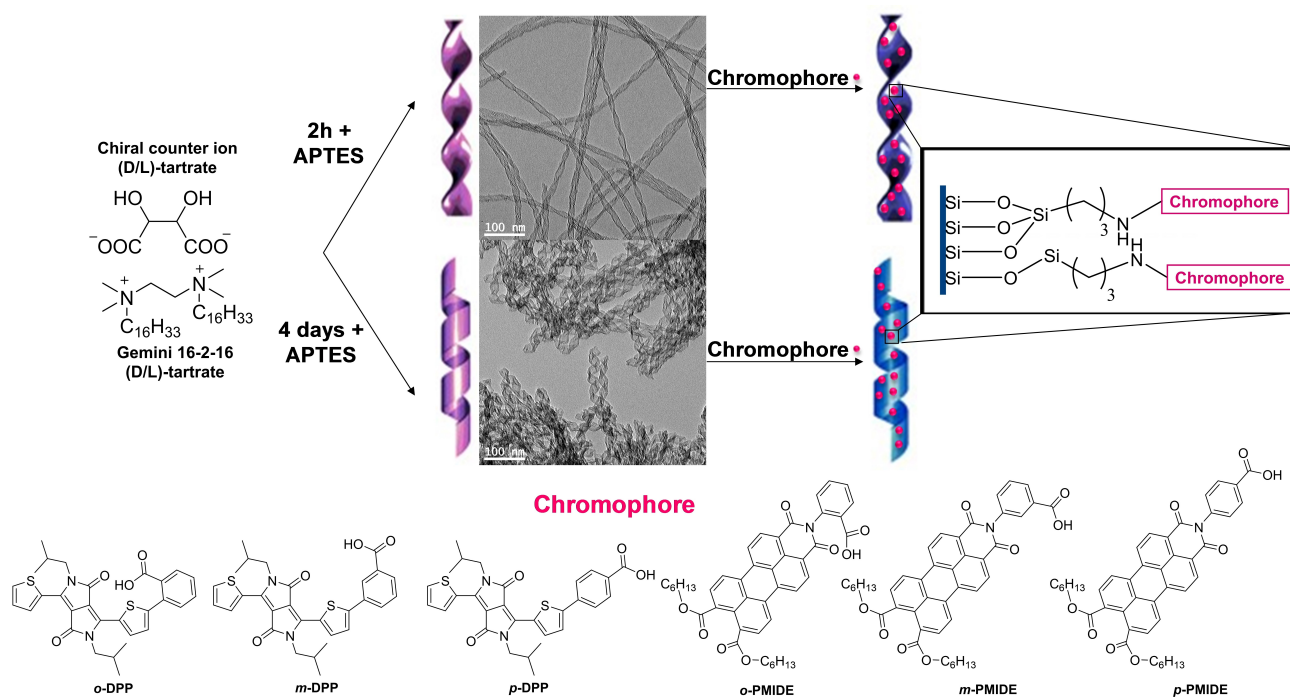 Chiral counter ion
(D/L)-tartrate
HO OH
⁻OOC COO⁻
+ +
N N
C₁₆H₃₃ C₁₆H₃₃
Gemini 16-2-16
(D/L)-tartrate
2h +
APTES
4 days +
APTES
100 nm
100 nm
Chromophore
Chromophore
Si O Si ( )₃ N H Chromophore
Si O
Si O
Si O Si ( )₃ H N Chromophore
Chromophore
S N O
HO O
S
O N
o-DPP
S N O
HO O
S
O N
m-DPP
S N O
O OH
S
O N
p-DPP
O N O
O OH
C₆H₁₃
O O
O O C₆H₁₃
o-PMIDE
O N O
O OH
C₆H₁₃
O O
O O C₆H₁₃
m-PMIDE
O OH
O N O
C₆H₁₃
O O
O O C₆H₁₃
p-PMIDE